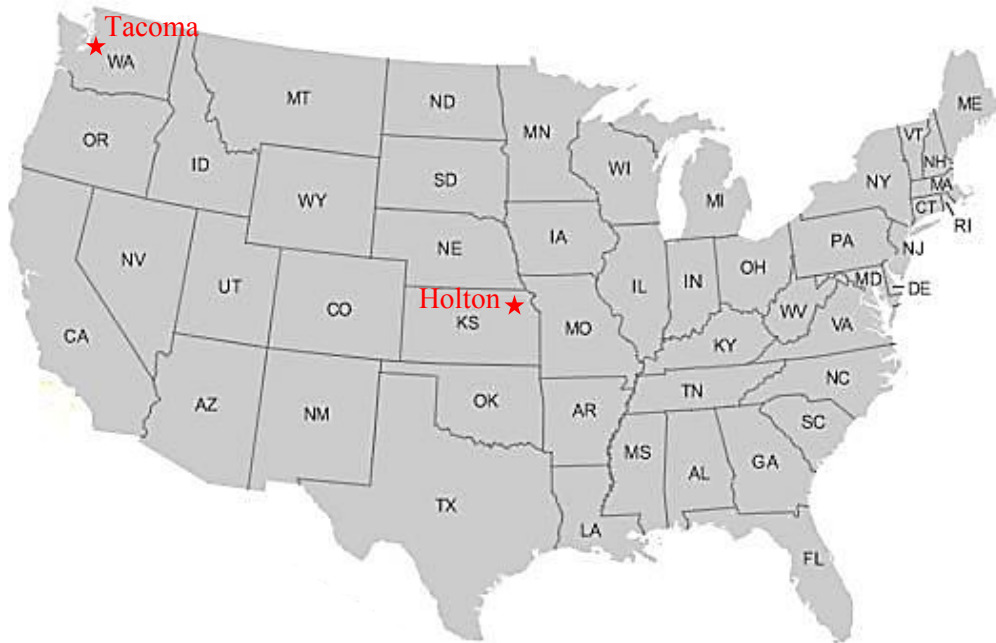 Tacoma
WA
MT
ND
MN
ME
OR
ID
SD
WI
VT
NH
WY
MI
NY
MA
CT
RI
NE
IA
PA
NJ
NV
UT
CO
Holton
KS
IL
IN
OH
MD
DE
WV
VA
CA
MO
KY
AZ
NM
OK
AR
TN
NC
SC
MS
AL
GA
TX
LA
FL